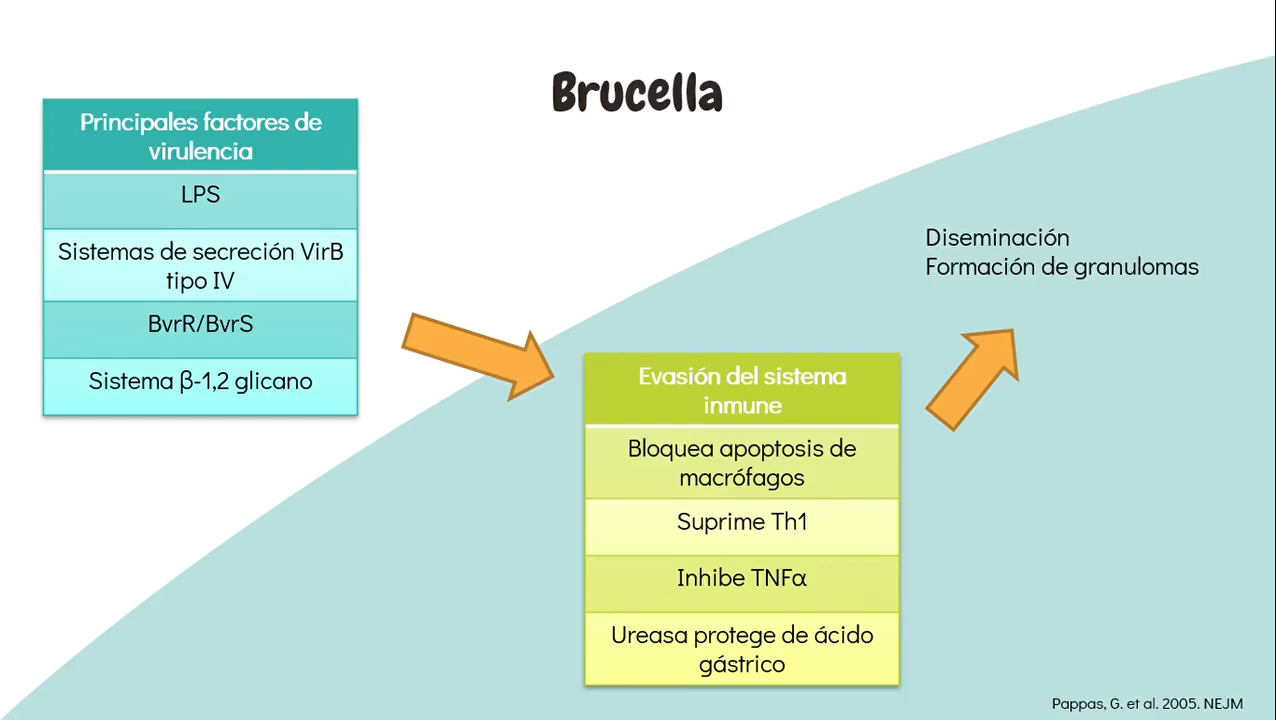 Brucella
Principales factores de
virulencia
LPS
Sistemas de secreción VirB
tipo IV
BvrR/BvrS
Sistema β-1,2 glicano
Evasión del sistema
inmune
Bloquea apoptosis de
macrófagos
Suprime Th1
Inhibe TNFα
Ureasa protege de ácido
gástrico
Diseminación
Formación de granulomas
Pappas, G. et al. 2005. NEJM